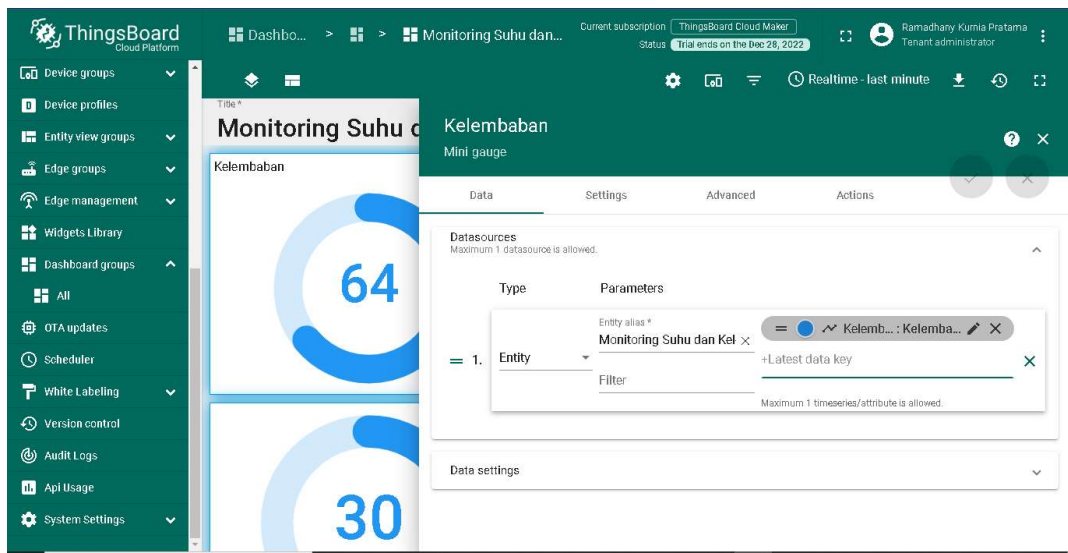 ThingsBoard
Cloud Platform
Dashbo... > > Monitoring Suhu dan...
Current subscription ThingsBoard Cloud Maker
Status Trial ends on the Dec 28, 2022
Ramadhany Kurnia Pratama
Tenant administrator
Device groups
Device profiles
Entity view groups
Edge groups
Edge management
Widgets Library
Dashboard groups
All
OTA updates
Scheduler
White Labeling
Version control
Audit Logs
Api Usage
System Settings
Realtime - last minute
Title *
Monitoring Suhu d
Kelembaban
64
30
Kelembaban
Mini gauge
Data Settings Advanced Actions
Datasources
Maximum 1 datasource is allowed.
Type Parameters
1. Entity
Entity alias *
Monitoring Suhu dan Kel
Filter
Kelemb... : Kelemba...
+Latest data key
Maximum 1 timeseries/attribute is allowed.
Data settings